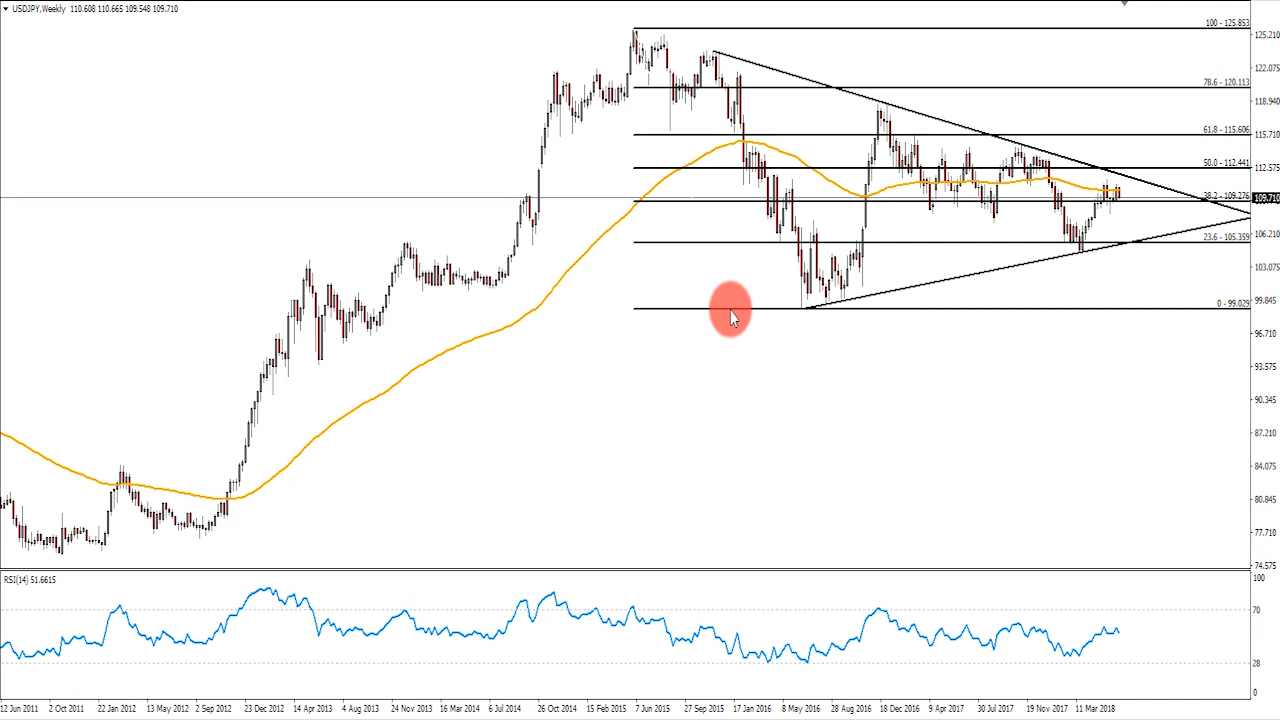 USDJPY,Weekly 110.608 110.665 109.548 109.710
100 - 125.853
125.210
122.075
78.6 - 120.113
118.940
61.8 - 115.606
115.710
50.0 - 112.441
112.575
38.2 - 109.276
109.710
106.210
23.6 - 105.359
103.075
0 - 99.029
99.845
96.710
93.575
90.345
87.210
84.075
80.845
77.710
74.575
RSI(14) 51.6615
100
70
28
0
12 Jun 2011 2 Oct 2011 22 Jan 2012 13 May 2012 2 Sep 2012 23 Dec 2012 14 Apr 2013 4 Aug 2013 24 Nov 2013 16 Mar 2014 6 Jul 2014 26 Oct 2014 15 Feb 2015 7 Jun 2015 27 Sep 2015 17 Jan 2016 8 May 2016 28 Aug 2016 18 Dec 2016 9 Apr 2017 30 Jul 2017 19 Nov 2017 11 Mar 2018